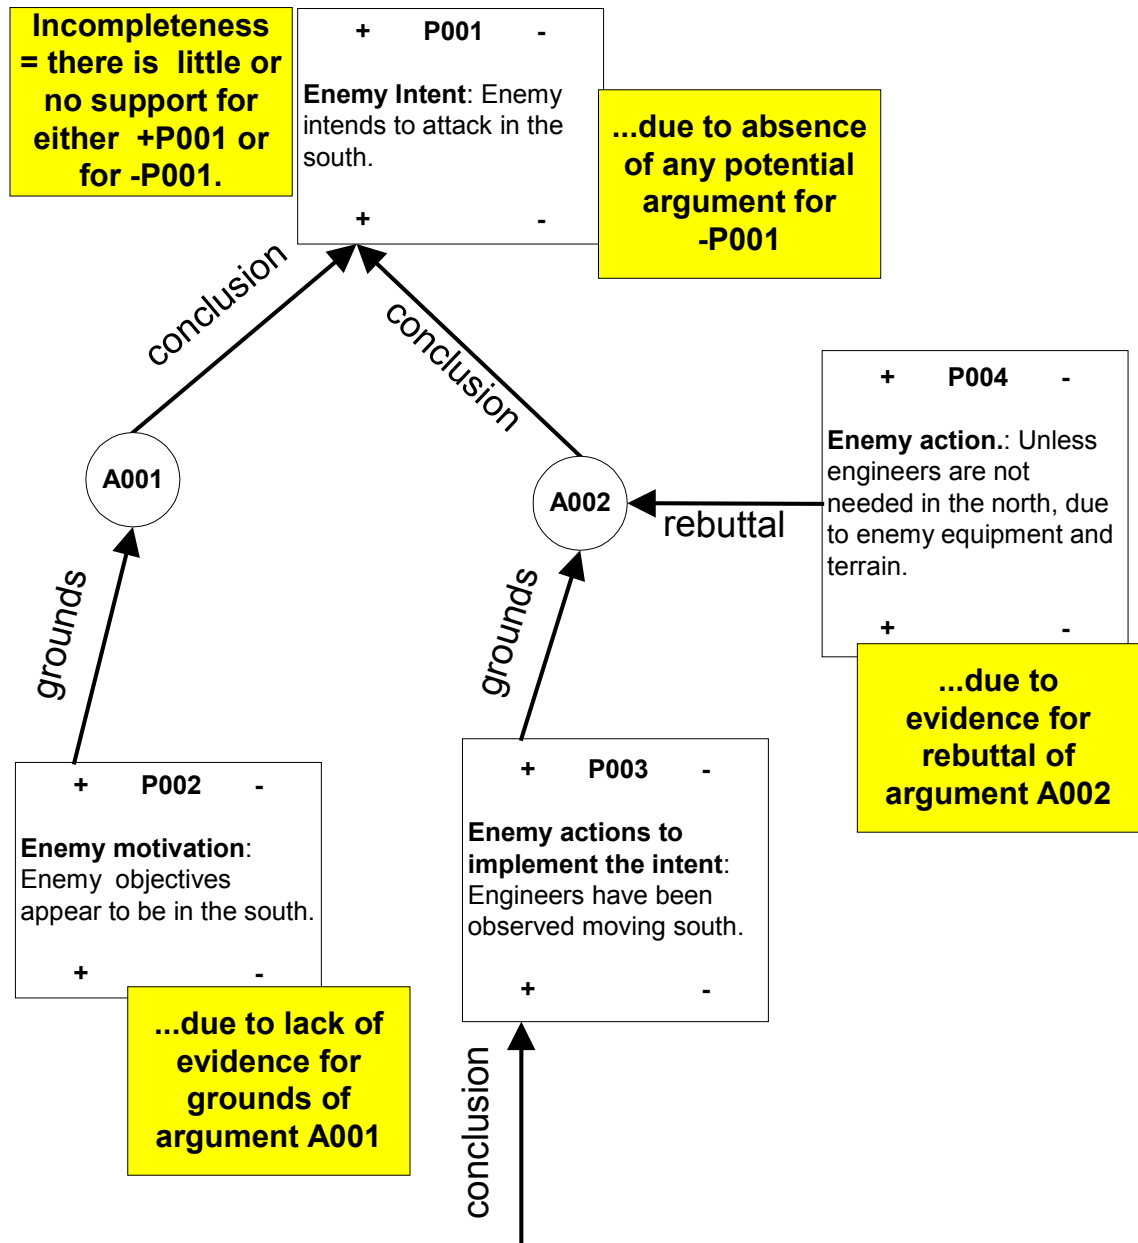 Incompleteness
= there is little or
no support for
either +P001 or
for -P001.
+ P001 -
Enemy Intent: Enemy
intends to attack in the
south.
+ -
...due to absence
of any potential
argument for
-P001
conclusion
conclusion
A001
A002
rebuttal
+ P004 -
Enemy action.: Unless
engineers are not
needed in the north, due
to enemy equipment and
terrain.
+ -
...due to
evidence for
rebuttal of
argument A002
grounds
grounds
+ P002 -
Enemy motivation:
Enemy objectives
appear to be in the south.
+ -
...due to lack of
evidence for
grounds of
argument A001
+ P003 -
Enemy actions to
implement the intent:
Engineers have been
observed moving south.
+ -
conclusion